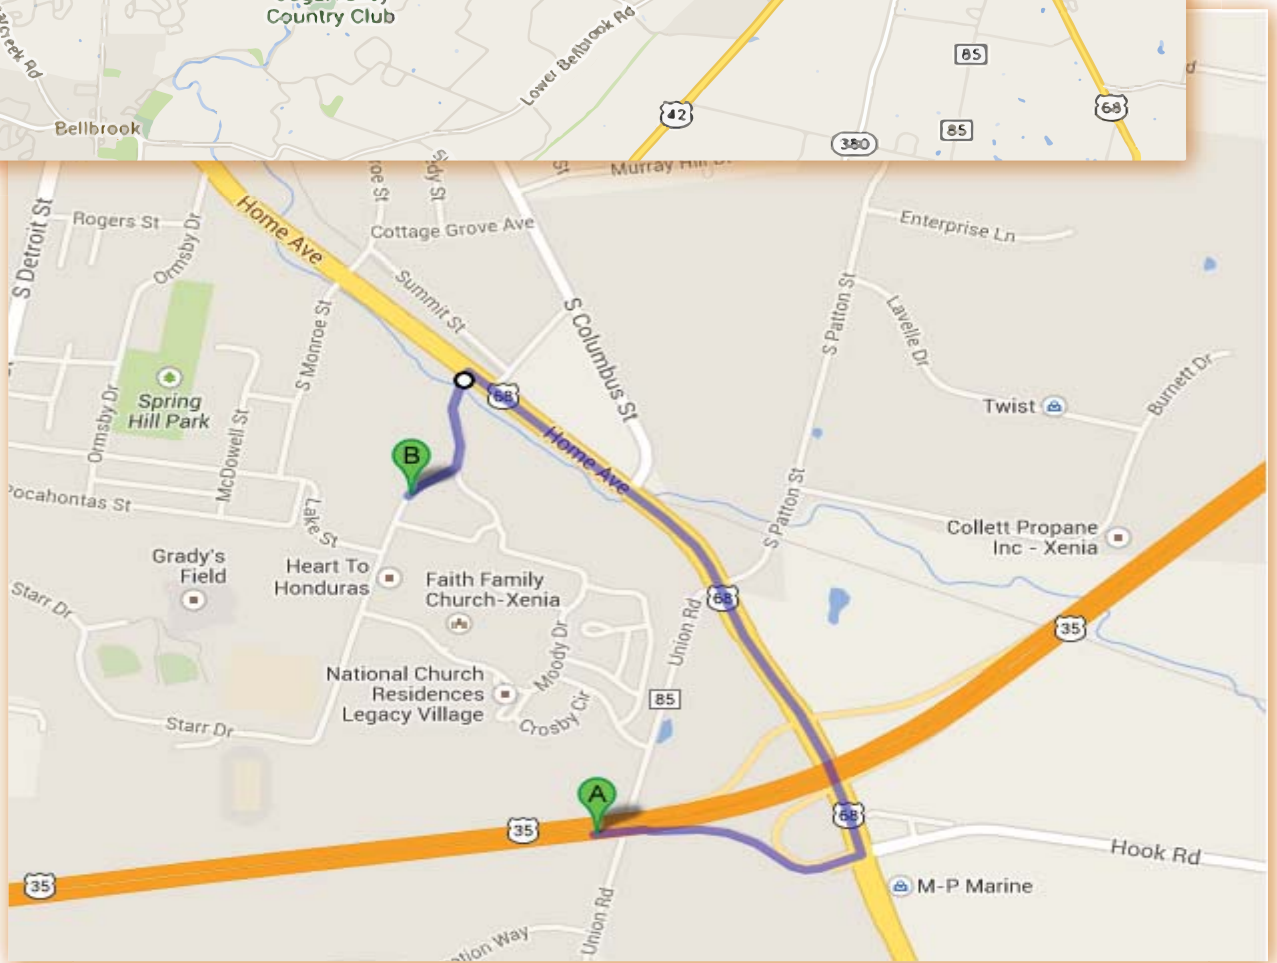 Country Club
Lower Bellbrook Rd
85
42
68
Bellbrook
85
380
Murray Hill
S Detroit St
Rogers St
Ormsby Dr
Home Ave
Cottage Grove Ave
Enterprise Ln
Summit St
S Monroe St
S Columbus St
S Patton St
Lavelle Dr
Burnett Dr
Spring
Hill Park
68
Twist
Ormsby Dr
McDowell St
B
Home Ave
Pocahontas St
Lake St
S Patton St
Collett Propane
Inc - Xenia
Grady's
Field
Heart To
Honduras
Faith Family
Church-Xenia
68
35
Starr Dr
Union Rd
Moody Dr
National Church
Residences
Legacy Village
85
Crosby Cir
Starr Dr
A
35
68
Hook Rd
35
M-P Marine
Union Rd
Way